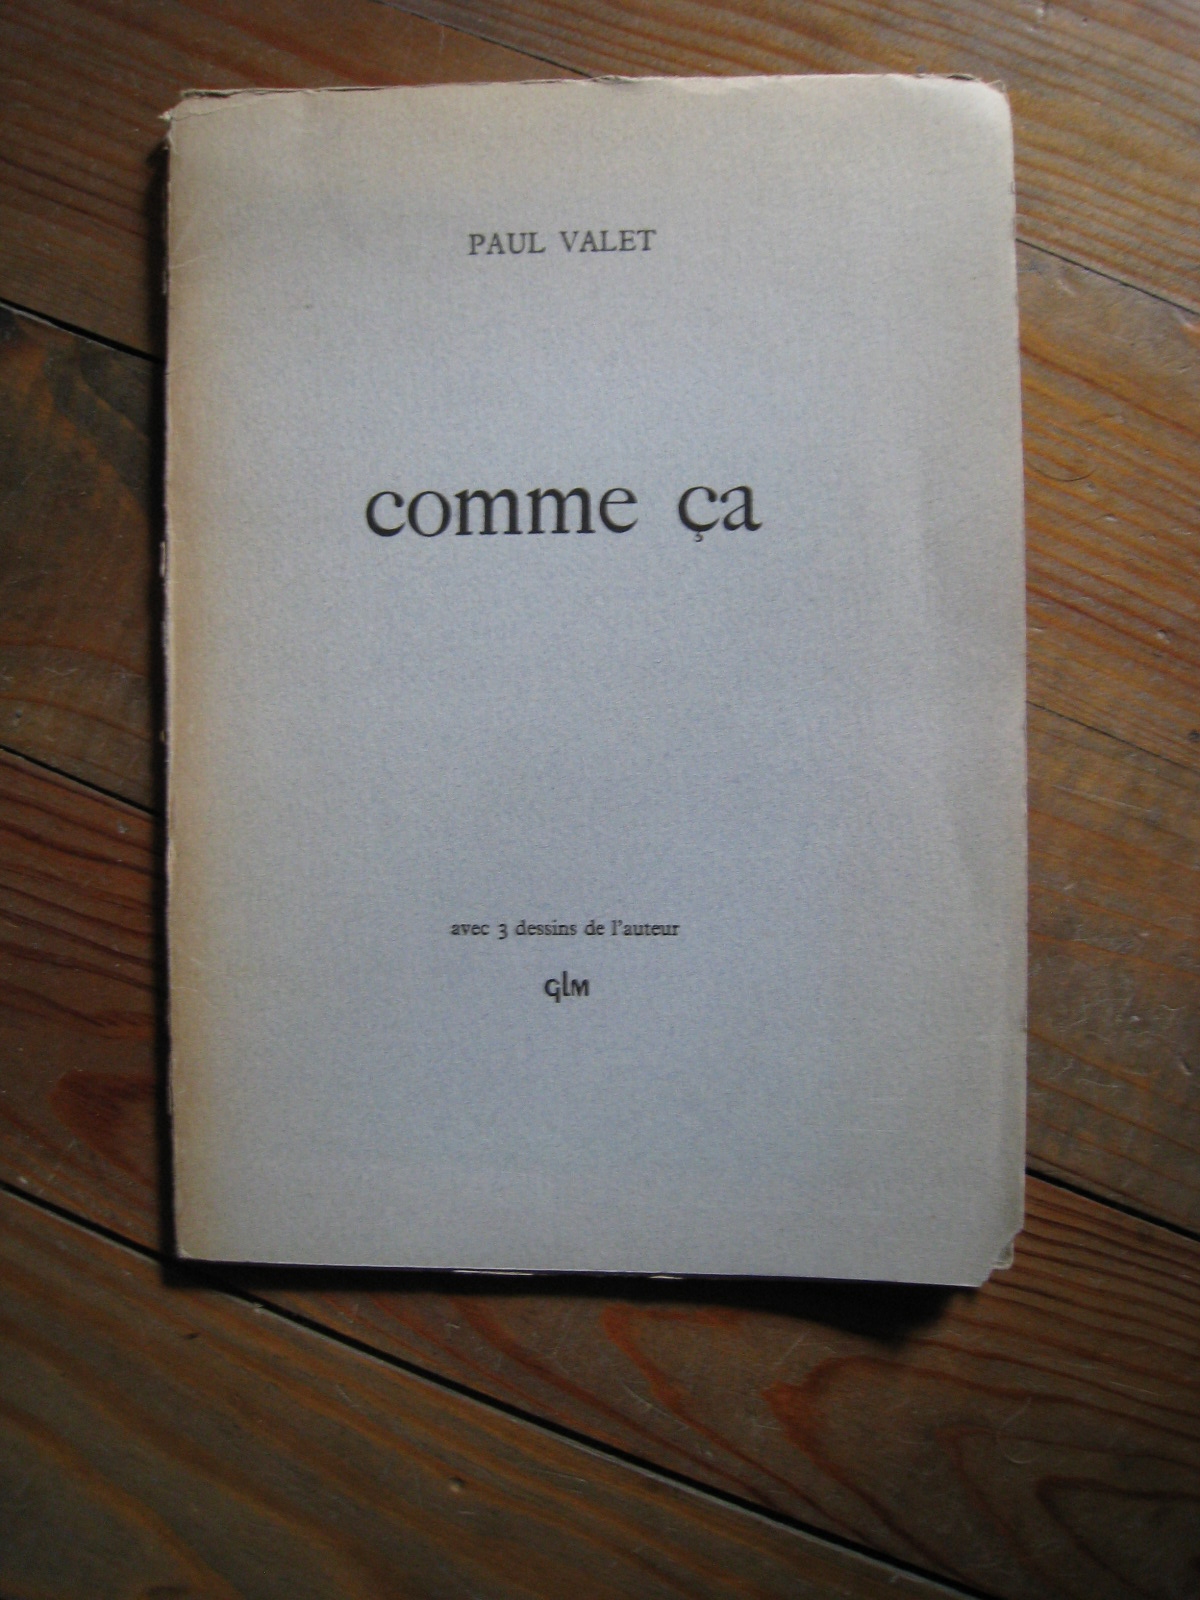 PAUL VALET
comme ça
avec 3 dessins de l'auteur
GLM